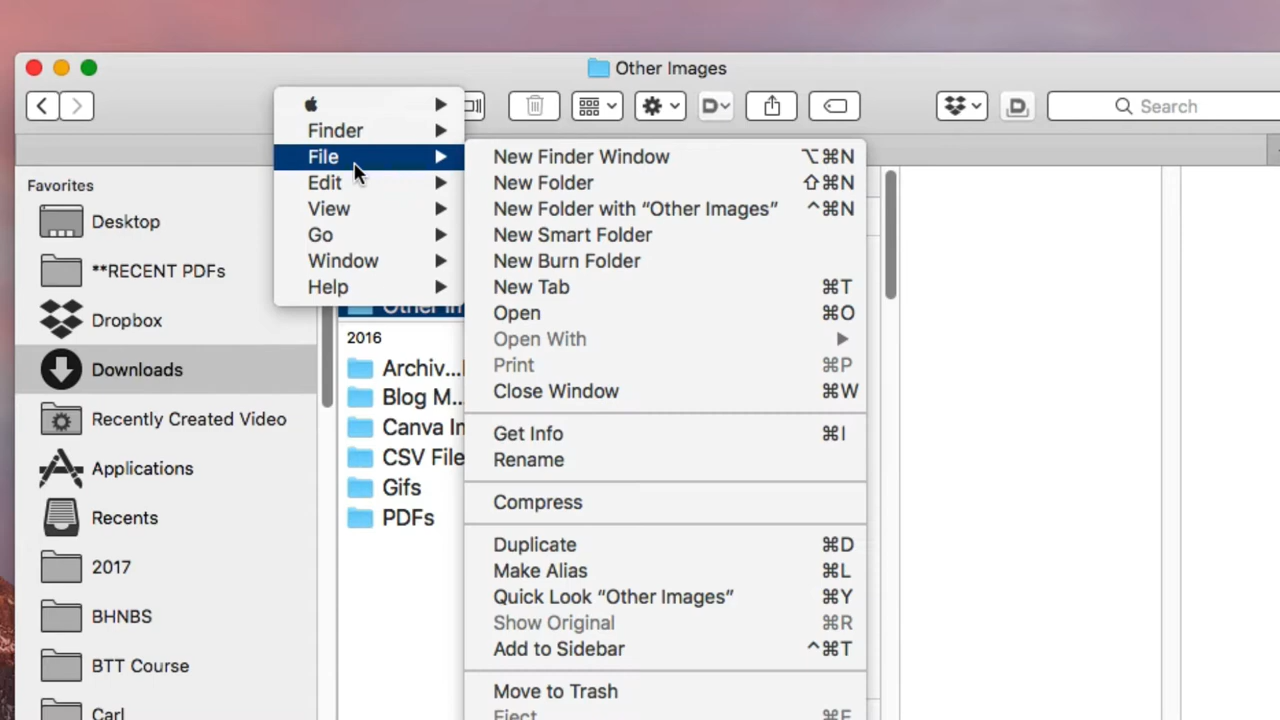 Other Images
Search
Finder
File
Edit
View
Go
Window
Help
New Finder Window ⌥⌘N
New Folder ⇧⌘N
New Folder with “Other Images” ^⌘N
New Smart Folder
New Burn Folder
New Tab ⌘T
Open ⌘O
Open With
Print ⌘P
Close Window ⌘W
Get Info ⌘I
Rename
Compress
Duplicate ⌘D
Make Alias ⌘L
Quick Look “Other Images” ⌘Y
Show Original ⌘R
Add to Sidebar ^⌘T
Move to Trash
Eject ⌘E
Favorites
Desktop
**RECENT PDFs
Dropbox
Downloads
Recently Created Video
Applications
Recents
2017
BHNBS
BTT Course
Carl
Other Im
2016
Archiv...
Blog M...
Canva Im
CSV File
Gifs
PDFs